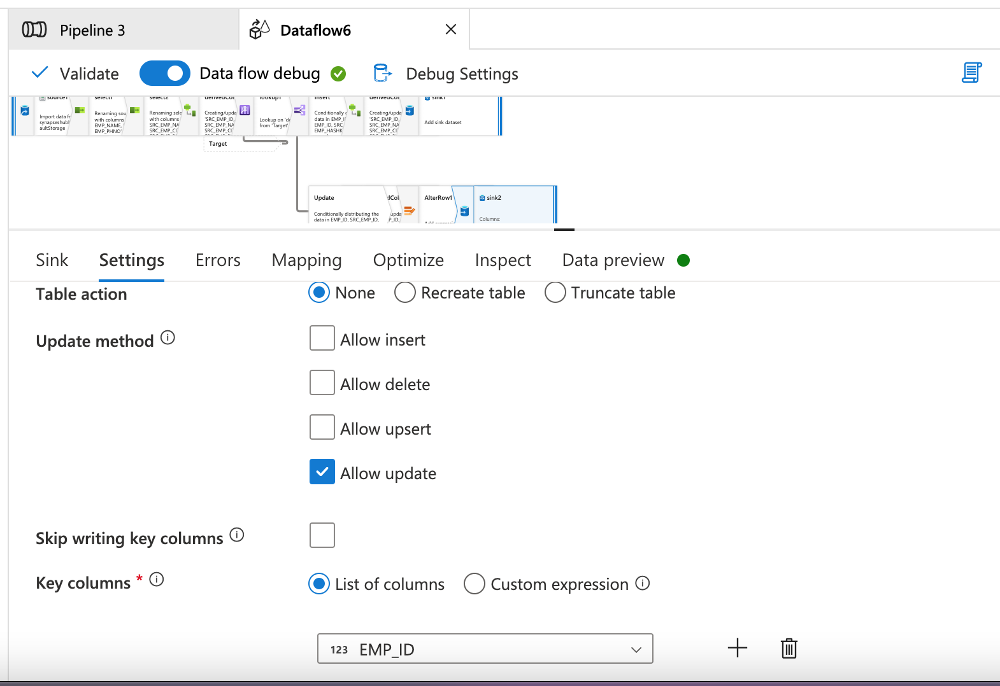 Pipeline 3
Dataflow6
Validate
Data flow debug
Debug Settings
source1
select1
select2
derivedCol
lookup1
insert
derivedCol
sink1
Import data fr
synapseshubl
aultStorage
Renaming sou
with columns
EMP_NAME,
EMP_PHNO'
Renaming sele
with columns
SRC_EMP_NA
SRC_EMP_CI
Creating/upda
'SRC_EMP_ID,
SRC_EMP_NA
SRC_EMP_CI
Lookup on 'de
from 'Target'
Conditionally
data in EMP_I
EMP_ID, SRC_
EMP_HASHK
Creating/upda
'SRC_EMP_ID,
SRC_EMP_NA
SRC_EMP_CI
Add sink dataset
Target
Update
dCol
AlterRow1
sink2
Conditionally distributing the
data in EMP_ID, SRC_EMP_ID,
upda
P_ID,
Columns:
Sink
Settings
Errors
Mapping
Optimize
Inspect
Data preview
Table action
None
Recreate table
Truncate table
Update method
Allow insert
Allow delete
Allow upsert
Allow update
Skip writing key columns
Key columns *
List of columns
Custom expression
123 EMP_ID